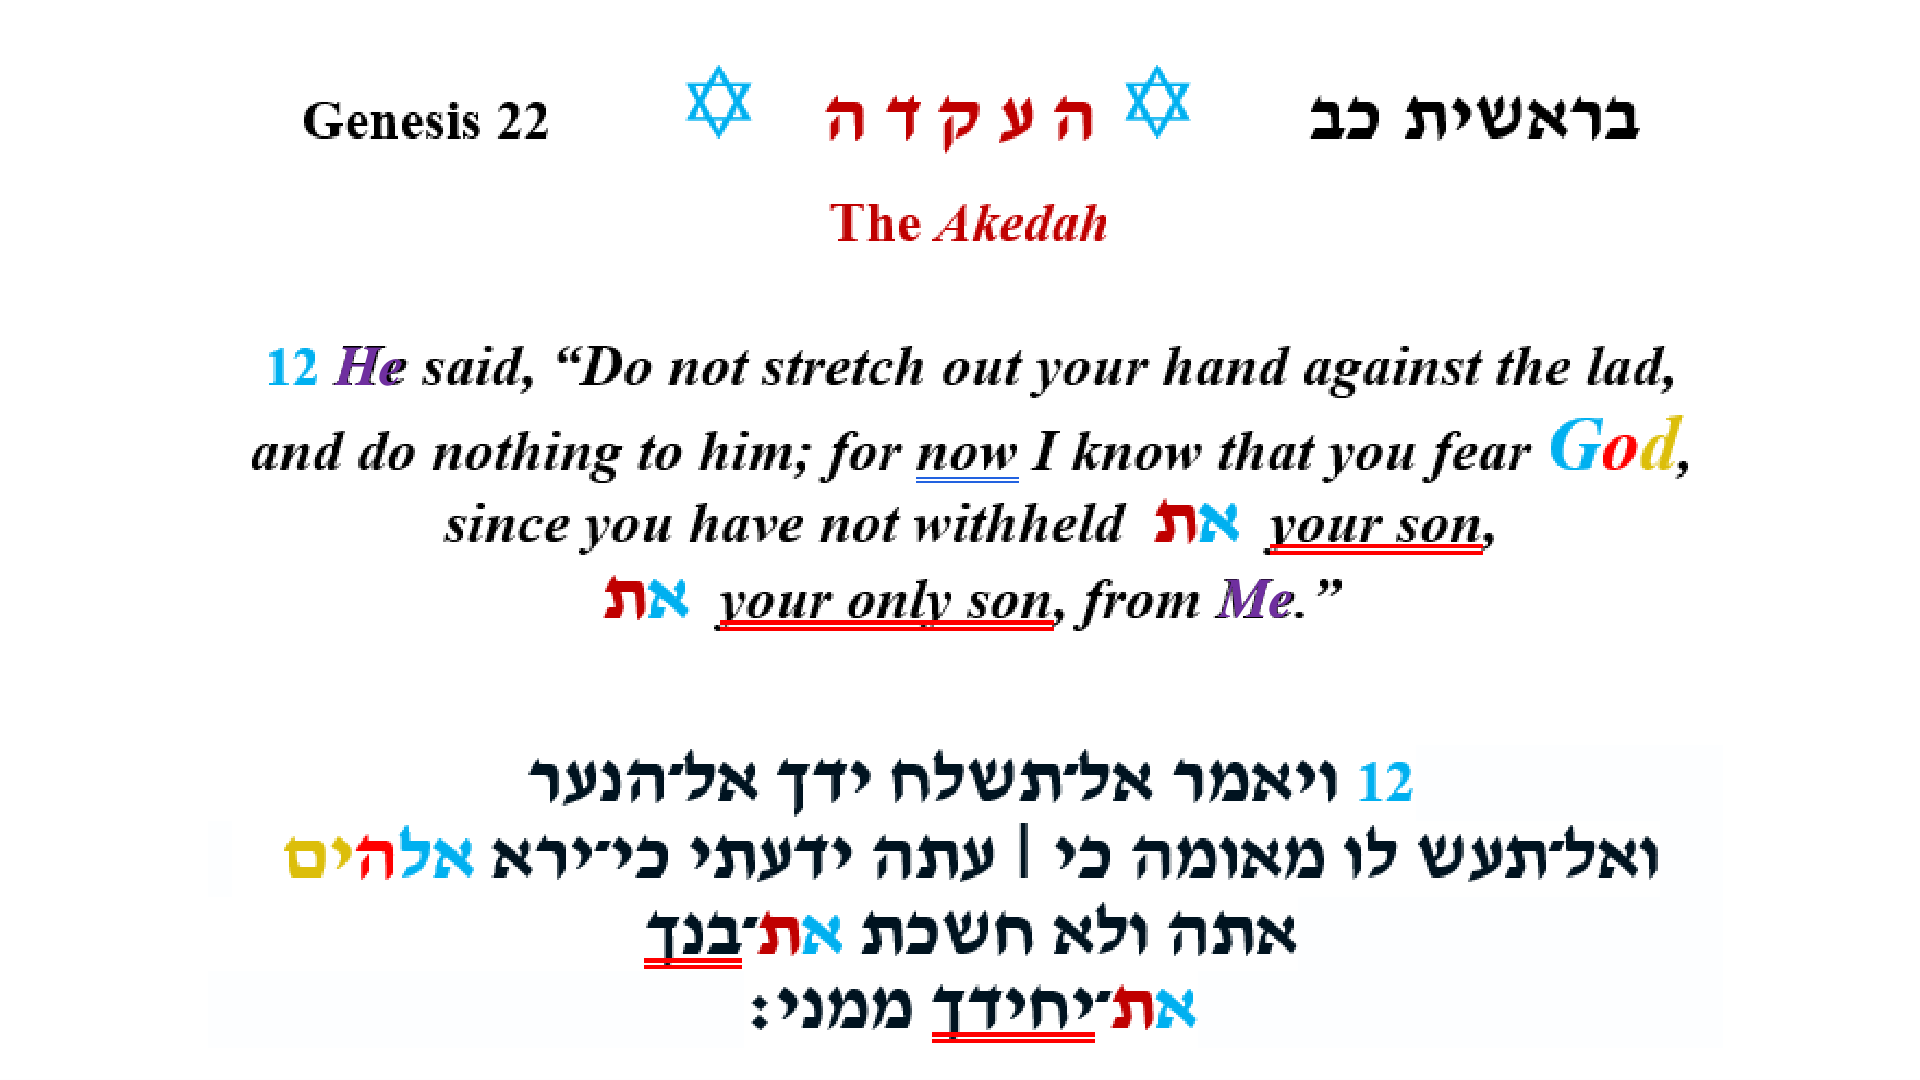 Genesis 22 ✡ ה ע ק ד ה ✡ בראשית כב
The Akedah
12 He said, “Do not stretch out your hand against the lad,
and do nothing to him; for now I know that you fear God,
since you have not withheld את your son,
את your only son, from Me.”
12 ויאמר אל־תשלח ידך אל־הנער
ואל־תעש לו מאומה כי | עתה ידעתי כי־ירא אלהים
אתה ולא חשכת את־בנך
את־יחידך ממני׃